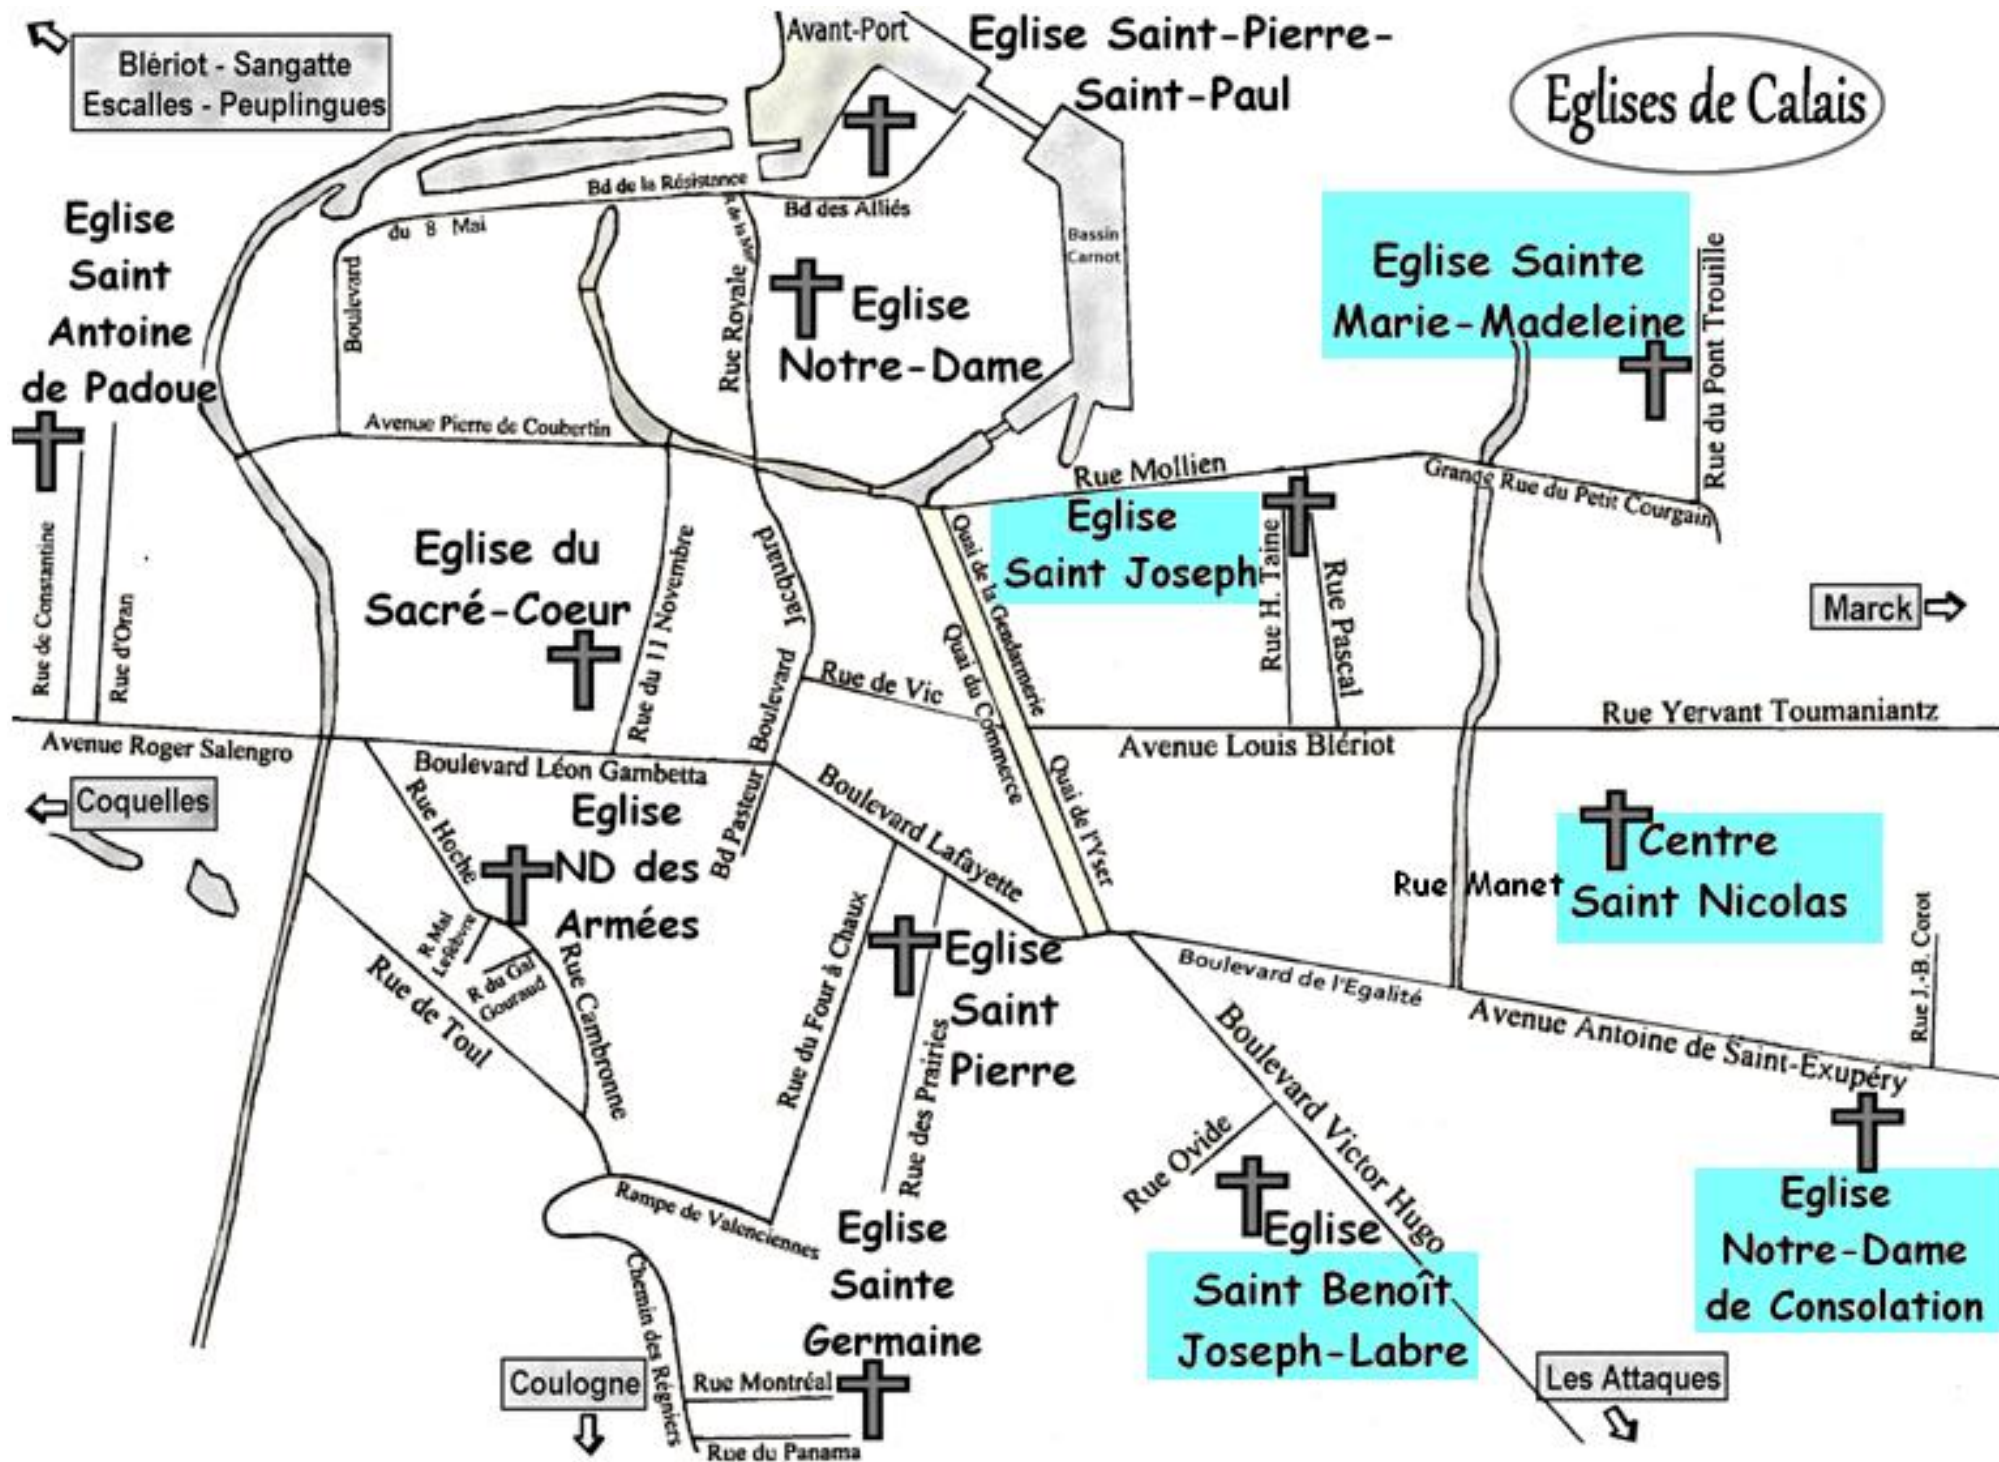 Avant-Port
Eglise Saint-Pierre-
Saint-Paul
Eglises de Calais
Blériot - Sangatte
Escalles - Peuplingues
Bd de la Résistance
Bd des Alliés
R de la Mer
du 8 Mai
Boulevard
Eglise
Saint
Antoine
de Padoue
Bassin
Carnot
Eglise Sainte
Marie-Madeleine
Rue du Pont Trouille
Rue Royale
Eglise
Notre-Dame
Avenue Pierre de Coubertin
Rue Mollien
Grande Rue du Petit Courgain
Eglise
Saint Joseph
Rue H. Taine
Rue Pascal
Quai de la Gendarmerie
Quai du Commerce
Eglise du
Sacré-Coeur
Rue du 11 Novembre
Jacquard
Boulevard
Rue de Constantine
Rue d'Oran
Marck
Rue de Vic
Rue Yervant Toumaniantz
Avenue Louis Blériot
Avenue Roger Salengro
Boulevard Léon Gambetta
Coquelles
Rue Hoche
Eglise
ND des
Armées
Bd Pasteur
Boulevard Lafayette
Quai de l'Yser
Centre
Saint Nicolas
Rue Manet
Rue J.-B. Corot
R Mal
Lefèbvre
R du Gal
Gouraud
Rue Cambronne
Rue de Toul
Rue du Four à Chaux
Rue des Prairies
Eglise
Saint
Pierre
Boulevard de l'Egalité
Avenue Antoine de Saint-Exupéry
Boulevard Victor Hugo
Rue Ovide
Eglise
Saint Benoît
Joseph-Labre
Eglise
Notre-Dame
de Consolation
Rampe de Valenciennes
Eglise
Sainte
Germaine
Chemin des Régniers
Coulogne
Rue Montréal
Rue du Panama
Les Attaques